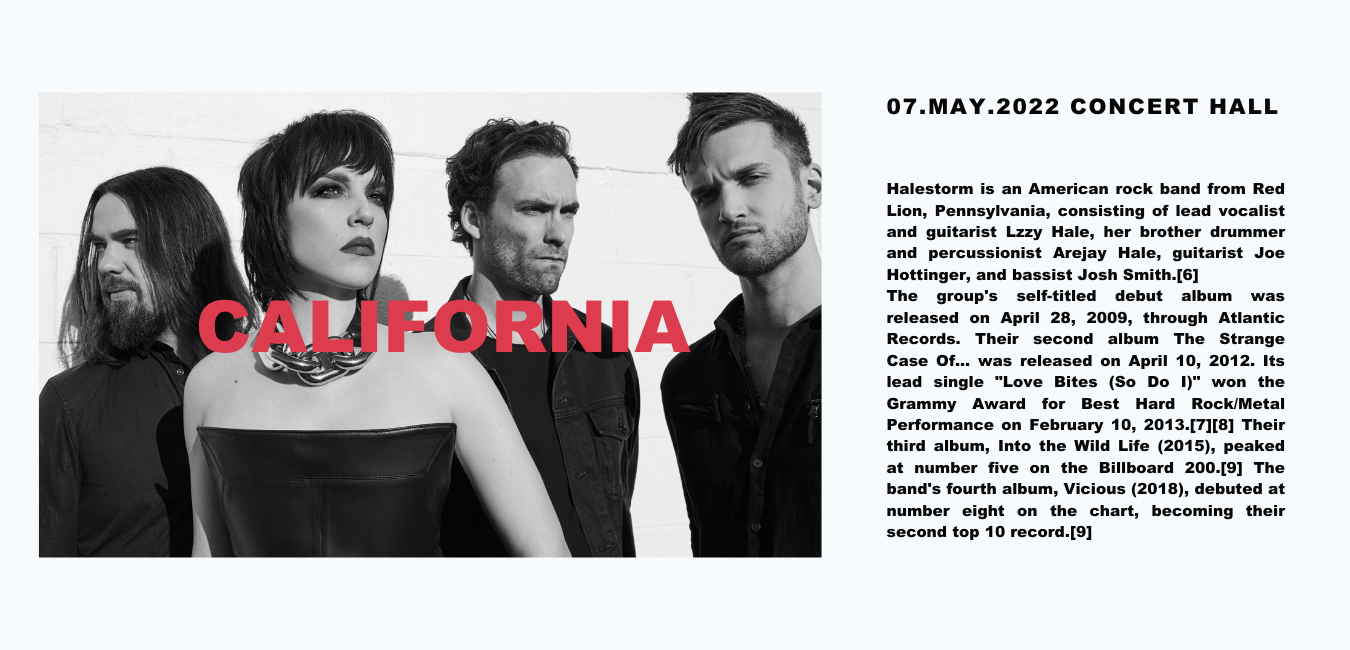 CALIFORNIA
07.MAY.2022 CONCERT HALL
Halestorm is an American rock band from Red
Lion, Pennsylvania, consisting of lead vocalist
and guitarist Lzzy Hale, her brother drummer
and percussionist Arejay Hale, guitarist Joe
Hottinger, and bassist Josh Smith.[6]
The group's self-titled debut album was
released on April 28, 2009, through Atlantic
Records. Their second album The Strange
Case Of... was released on April 10, 2012. Its
lead single "Love Bites (So Do I)" won the
Grammy Award for Best Hard Rock/Metal
Performance on February 10, 2013.[7][8] Their
third album, Into the Wild Life (2015), peaked
at number five on the Billboard 200.[9] The
band's fourth album, Vicious (2018), debuted at
number eight on the chart, becoming their
second top 10 record.[9]